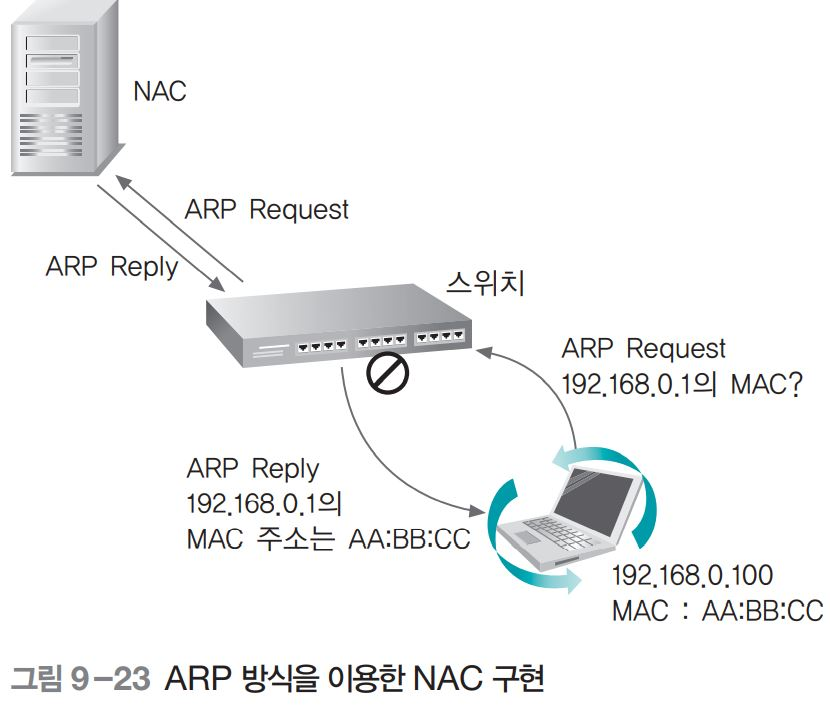 NAC
ARP Request
ARP Reply
스위치
ARP Request
192.168.0.1의 MAC?
ARP Reply
192.168.0.1의
MAC 주소는 AA:BB:CC
192.168.0.100
MAC : AA:BB:CC
그림 9-23 ARP 방식을 이용한 NAC 구현